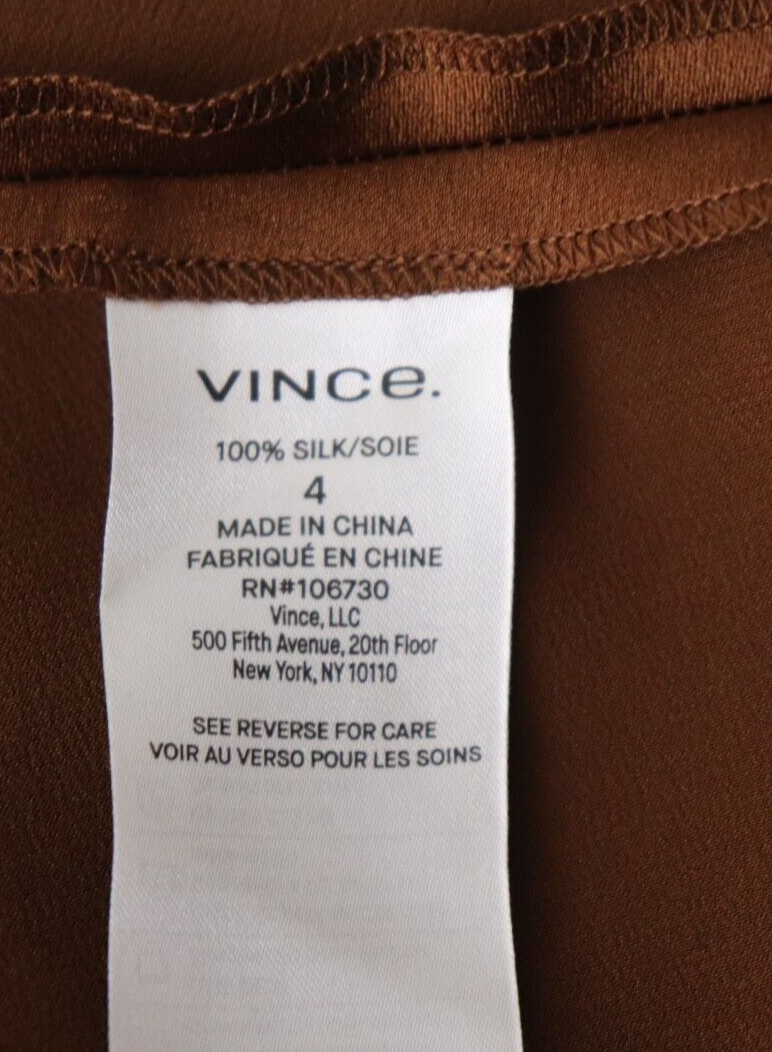 VINCe.
100% SILK/SOIE
4
MADE IN CHINA
FABRIQUÉ EN CHINE
RN#106730
Vince, LLC
500 Fifth Avenue, 20th Floor
New York, NY 10110
SEE REVERSE FOR CARE
VOIR AU VERSO POUR LES SOINS